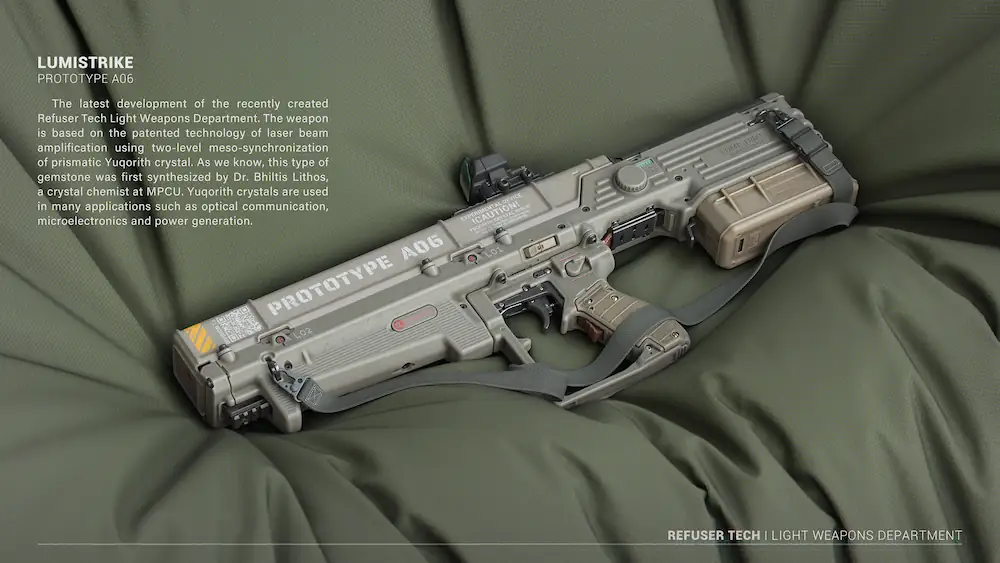 LUMISTRIKE
PROTOTYPE A06
The latest development of the recently created
Refuser Tech Light Weapons Department. The weapon
is based on the patented technology of laser beam
amplification using two-level meso-synchronization
of prismatic Yuqorith crystal. As we know, this type of
gemstone was first synthesized by Dr. Bhiltis Lithos,
a crystal chemist at MPCU. Yuqorith crystals are used
in many applications such as optical communication,
microelectronics and power generation.
EXPERIMENTAL DEVICE
!CAUTION!
PROTOTYPE A06
L01
L02
REFUSER TECH | LIGHT WEAPONS DEPARTMENT